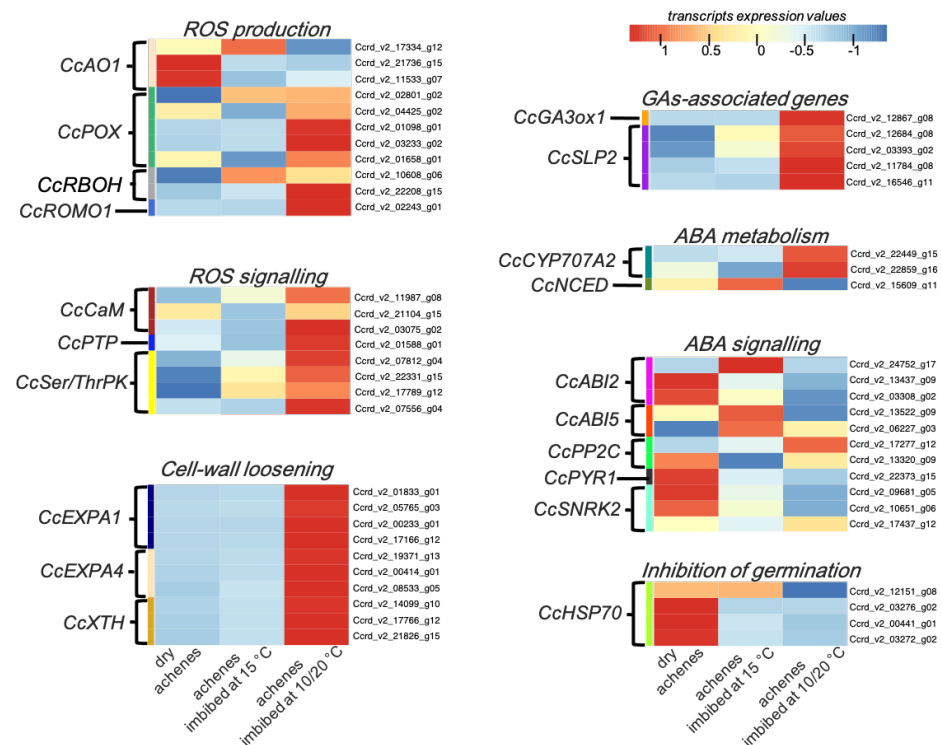 ROS production
CcAO1
Ccrd_v2_17334_g12
Ccrd_v2_21736_g15
Ccrd_v2_11533_g07
CcPOX
Ccrd_v2_02801_g02
Ccrd_v2_04425_g02
Ccrd_v2_01098_g01
Ccrd_v2_03233_g02
Ccrd_v2_01658_g01
CcRBOH
Ccrd_v2_10608_g06
Ccrd_v2_22208_g15
CcROMO1
Ccrd_v2_02243_g01
ROS signalling
CcCaM
Ccrd_v2_11987_g08
Ccrd_v2_21104_g15
Ccrd_v2_03075_g02
CcPTP
Ccrd_v2_01588_g01
CcSer/ThrPK
Ccrd_v2_07812_g04
Ccrd_v2_22331_g15
Ccrd_v2_17789_g12
Ccrd_v2_07556_g04
Cell-wall loosening
CcEXPA1
Ccrd_v2_01833_g01
Ccrd_v2_05765_g03
Ccrd_v2_00233_g01
Ccrd_v2_17166_g12
CcEXPA4
Ccrd_v2_19371_g13
Ccrd_v2_00414_g01
Ccrd_v2_08533_g05
CcXTH
Ccrd_v2_14099_g10
Ccrd_v2_17766_g12
Ccrd_v2_21826_g15
dry
achenes
achenes
imbibed at 15 °C
achenes
imbibed at 10/20 °C
transcripts expression values
1 0.5 0 -0.5 -1
GAs-associated genes
CcGA3ox1
Ccrd_v2_12867_g08
CcSLP2
Ccrd_v2_12684_g08
Ccrd_v2_03393_g02
Ccrd_v2_11784_g08
Ccrd_v2_16546_g11
ABA metabolism
CcCYP707A2
Ccrd_v2_22449_g15
Ccrd_v2_22859_g16
CcNCED
Ccrd_v2_15609_g11
ABA signalling
CcABI2
Ccrd_v2_24752_g17
Ccrd_v2_13437_g09
Ccrd_v2_03308_g02
CcABI5
Ccrd_v2_13522_g09
Ccrd_v2_06227_g03
CcPP2C
Ccrd_v2_17277_g12
Ccrd_v2_13320_g09
CcPYR1
Ccrd_v2_22373_g15
CcSNRK2
Ccrd_v2_09681_g05
Ccrd_v2_10651_g06
Ccrd_v2_17437_g12
Inhibition of germination
CcHSP70
Ccrd_v2_12151_g08
Ccrd_v2_03276_g02
Ccrd_v2_00441_g01
Ccrd_v2_03272_g02
dry
achenes
achenes
imbibed at 15 °C
achenes
imbibed at 10/20 °C